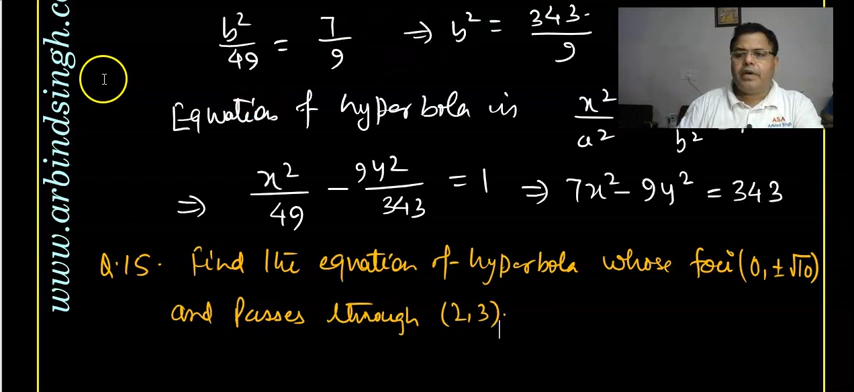 b²/49 = 7/9 ⇒ b² = 343/9
Equation of hyperbola is x²/a² b²
⇒ x²/49 - 9y²/343 = 1 ⇒ 7x² - 9y² = 343
Q.15. Find the equation of hyperbola whose foci (0, ±√10)
and passes through (2,3).
www.arbindsingh.c
ASA
Arbind Singh